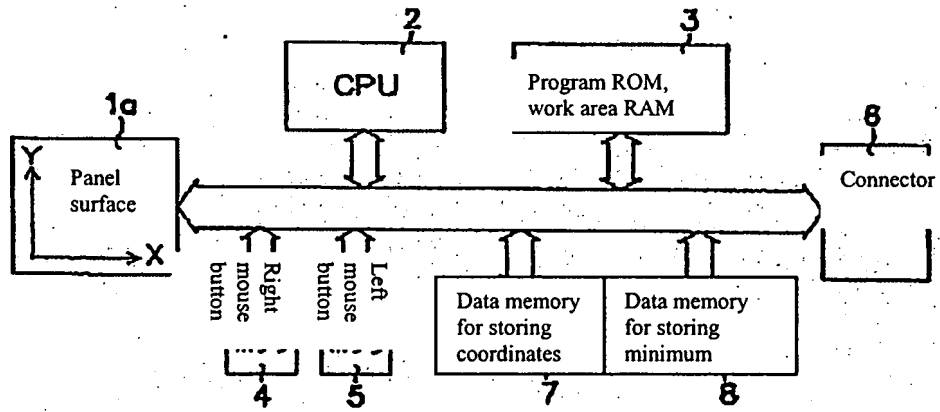 2
3
CPU
Program ROM,
work area RAM
1a
6
Y
Panel
surface
X
Connector
Right
mouse
button
Left
mouse
button
Data memory
for storing
coordinates
Data memory
for storing
minimum
4
5
7
8